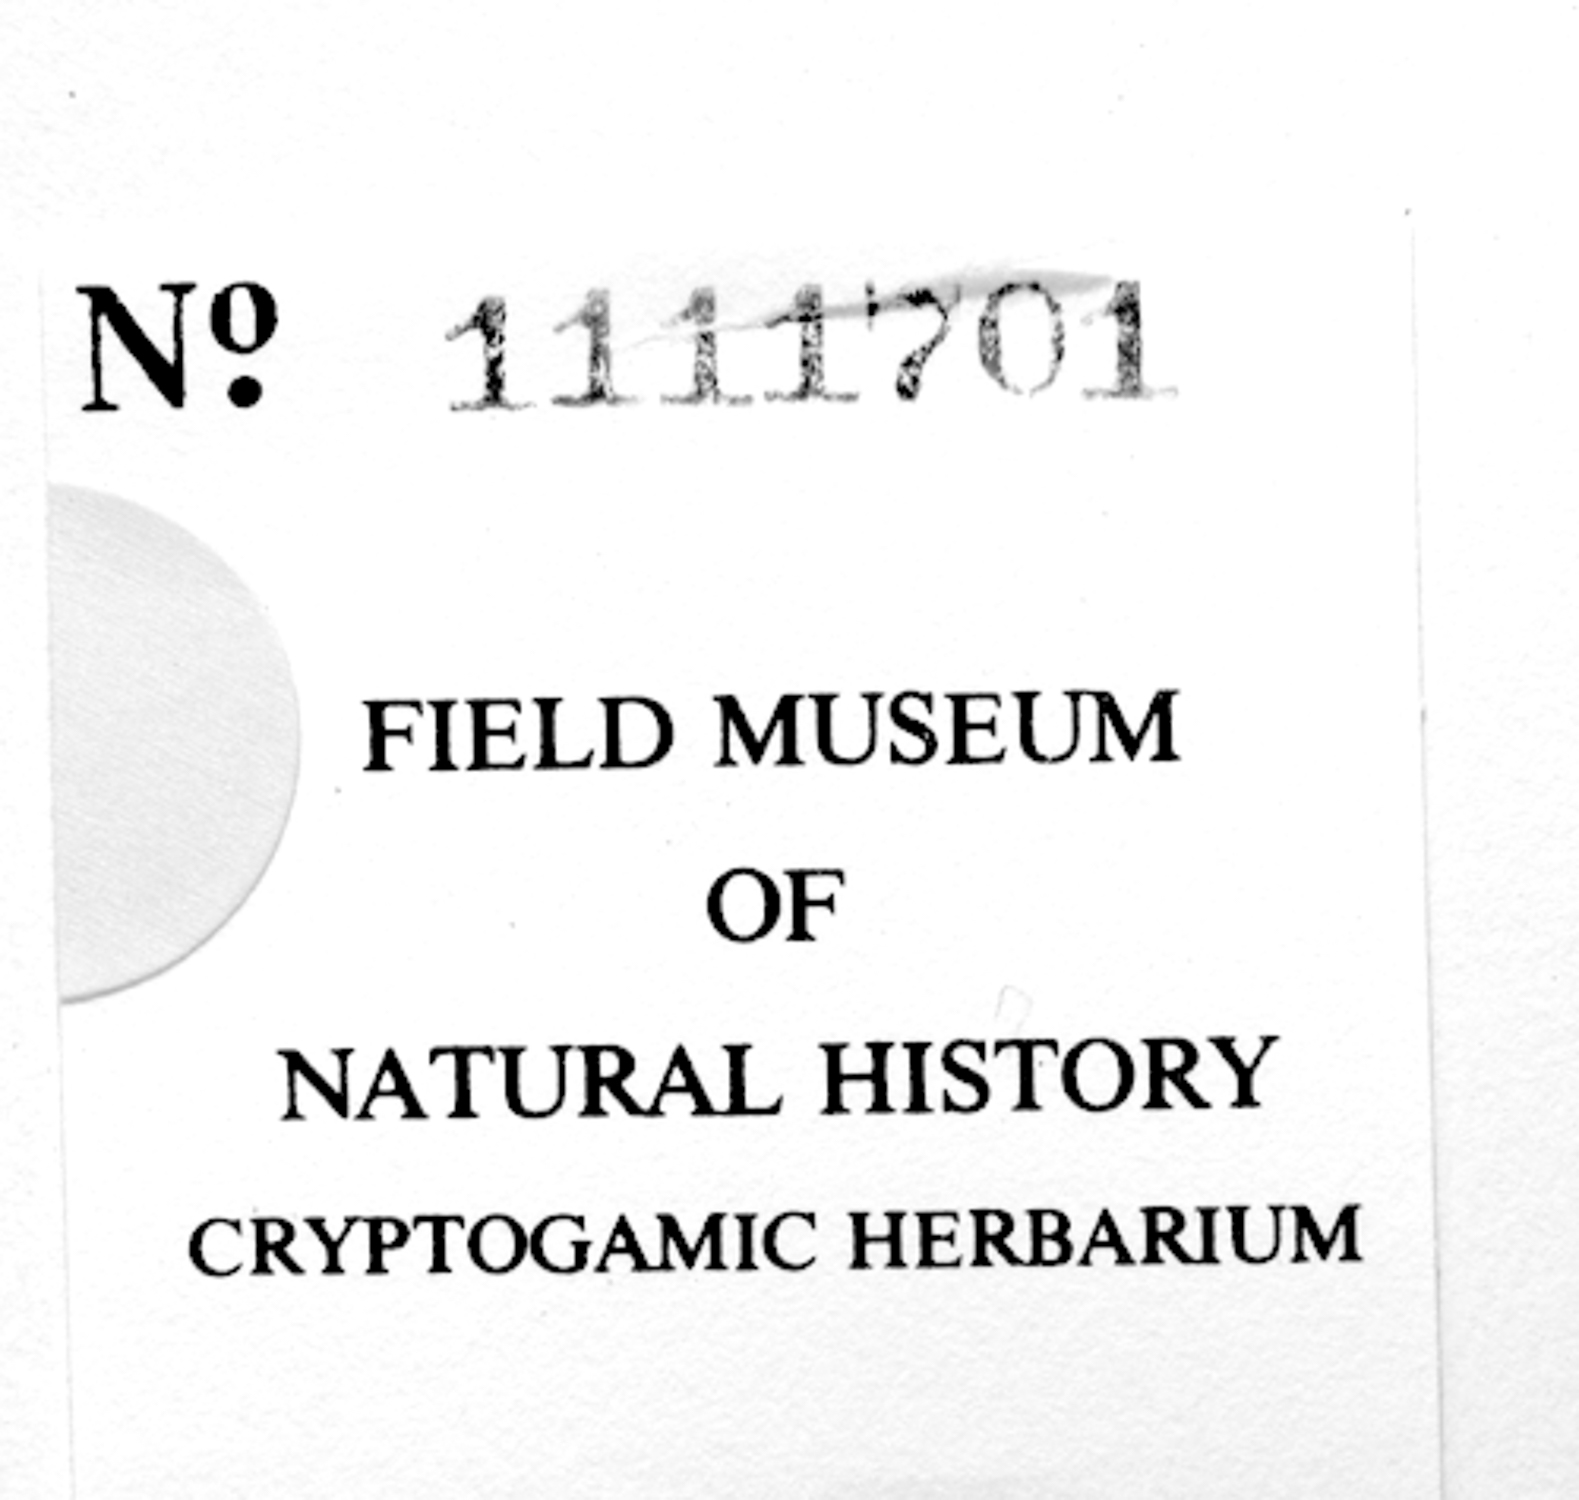 Nº. 1111701
FIELD MUSEUM
OF
NATURAL HISTORY
CRYPTOGAMIC HERBARIUM